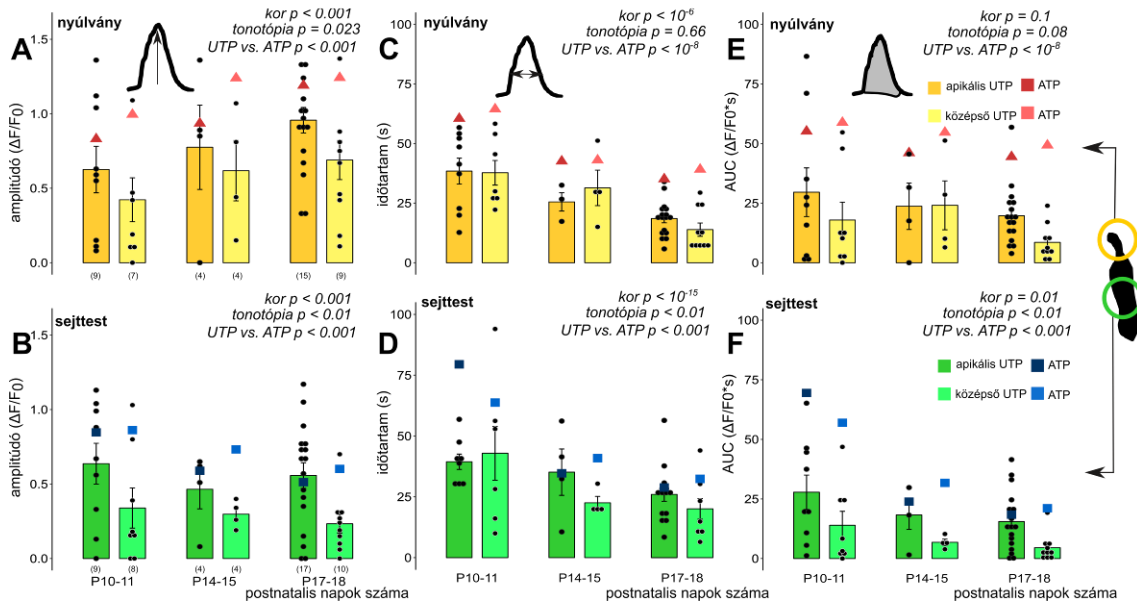 A
nyúlvány
kor p < 0.001
tonotópia p = 0.023
UTP vs. ATP p < 0.001
amplitúdó (ΔF/F0)
1.5
1.0
0.5
0.0
(9)
(7)
(4)
(4)
(15)
(9)
C
nyúlvány
kor p < 10-6
tonotópia p = 0.66
UTP vs. ATP p < 10-8
időtartam (s)
100
75
50
25
0
E
nyúlvány
kor p = 0.1
tonotópia p = 0.08
UTP vs. ATP p < 10-8
apikális UTP
ATP
középső UTP
ATP
AUC (ΔF/F0*s)
100
75
50
25
0
B
sejttest
kor p < 0.001
tonotópia p < 0.01
UTP vs. ATP p < 0.001
amplitúdó (ΔF/F0)
1.5
1.0
0.5
0.0
(9)
(8)
(4)
(4)
(17)
(10)
P10-11
P14-15
P17-18
postnatalis napok száma
D
sejttest
kor p < 10-15
tonotópia p < 0.01
UTP vs. ATP p < 0.001
időtartam (s)
100
75
50
25
0
P10-11
P14-15
P17-18
postnatalis napok száma
F
sejttest
kor p = 0.01
tonotópia p < 0.01
UTP vs. ATP p < 0.001
apikális UTP
ATP
középső UTP
ATP
AUC (ΔF/F0*s)
100
75
50
25
0
P10-11
P14-15
P17-18
postnatalis napok száma